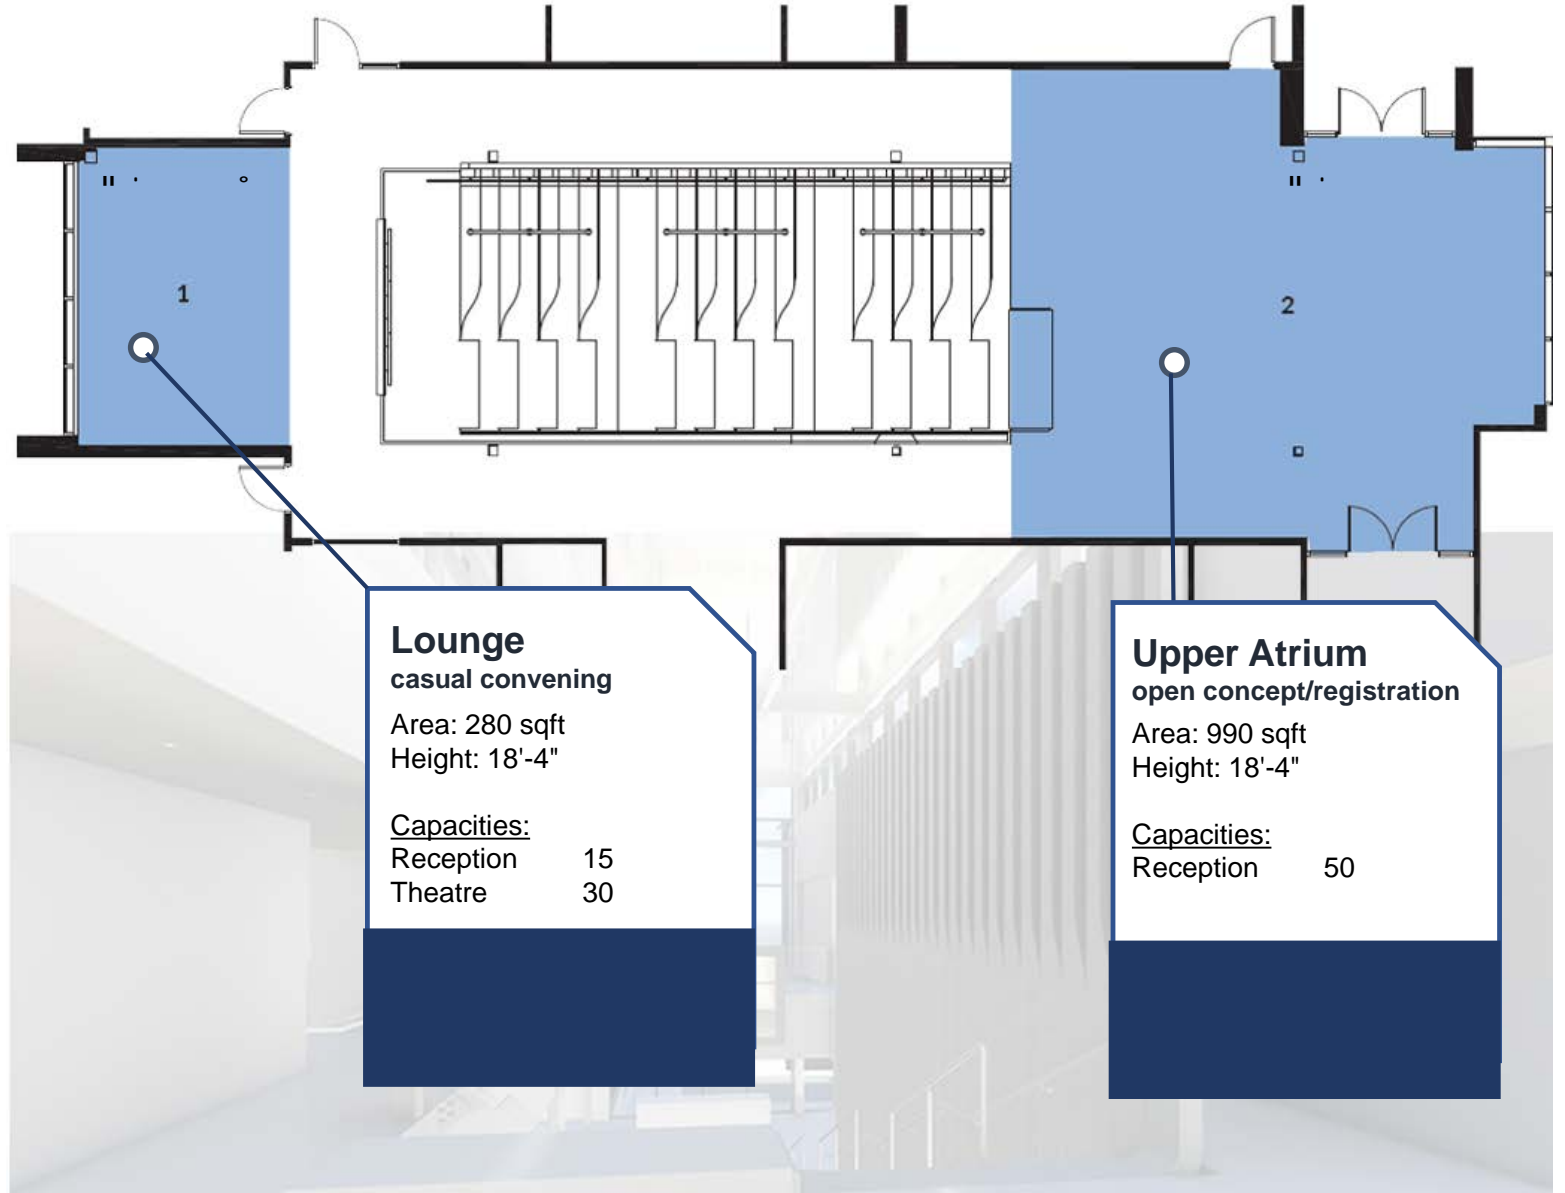 1
2
Lounge
casual convening
Area: 280 sqft
Height: 18'-4"
Capacities:
Reception 15
Theatre 30
Upper Atrium
open concept/registration
Area: 990 sqft
Height: 18'-4"
Capacities:
Reception 50